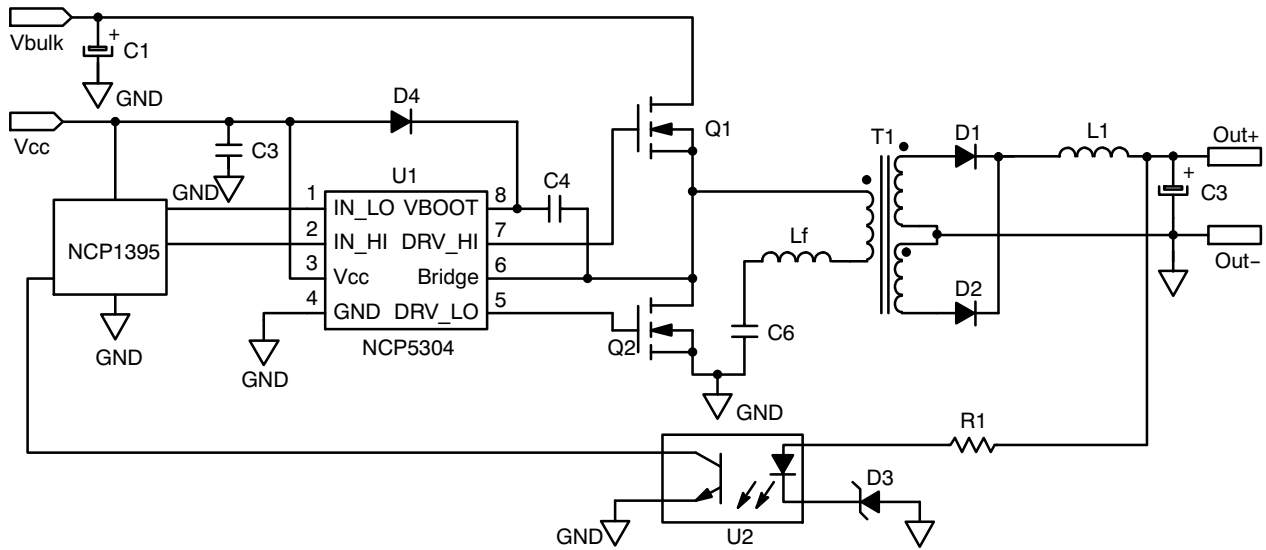 Vbulk
+
C1
GND
Vcc
D4
C3
GND
U1
C4
Q1
T1
D1
L1
Out+
+
C3
Out−
D2
NCP1395
GND
1 IN_LO VBOOT 8
2 IN_HI DRV_HI 7
3 Vcc Bridge 6
4 GND DRV_LO 5
NCP5304
GND
Lf
C6
Q2
GND
R1
D3
GND
U2